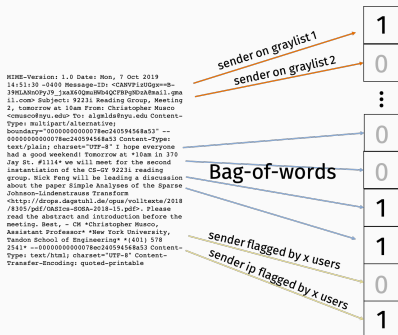 sender on graylist 1
sender on graylist 2
1
0
MIME-Version: 1.0 Date: Mon, 7 Oct 2019
14:51:30 -0400 Message-ID: <CANVPizUUgx==B-
gmai
il.com> Subject: 9223i Reading Group, Meeting
2, tomorrow at 10am From: Christopher Musco
<cmusco@nyu.edu> To: algmlds@nyu.edu Content-
Type: multipart/alternative;
boundary="00000000000078ec240594568a53" --
00000000000078ec240594568a53 Content-Type:
text/plain; charset="UTF-8" I hope everyone
had a good weekend! Tomorrow at *10am in 370
Jay St. #1114* we will meet for the second
instantiation of the CS-GY 9223i reading
group. Nick Feng will be leading a discussion
about the paper Simple Analyses of the Sparse
Johnson-Lindenstrauss Transform
<http://drops.dagstuhl.de/opus/volltexte/2018
/8305/pdf/OASIcs-SOSA-2018-15.pdf>. Please
read the abstract and introduction before the
meeting. Best, - CM *Christopher Musco,
Assistant Professor* *New York University,
Tandon School of Engineering* *(401) 578
2541* --00000000000078ec240594568a53 Content-
Type: text/html; charset="UTF-8" Content-
Transfer-Encoding: quoted-printable
0
0
Bag-of-words
1
1
sender flagged by x users
0
sender ip flagged by x users
1